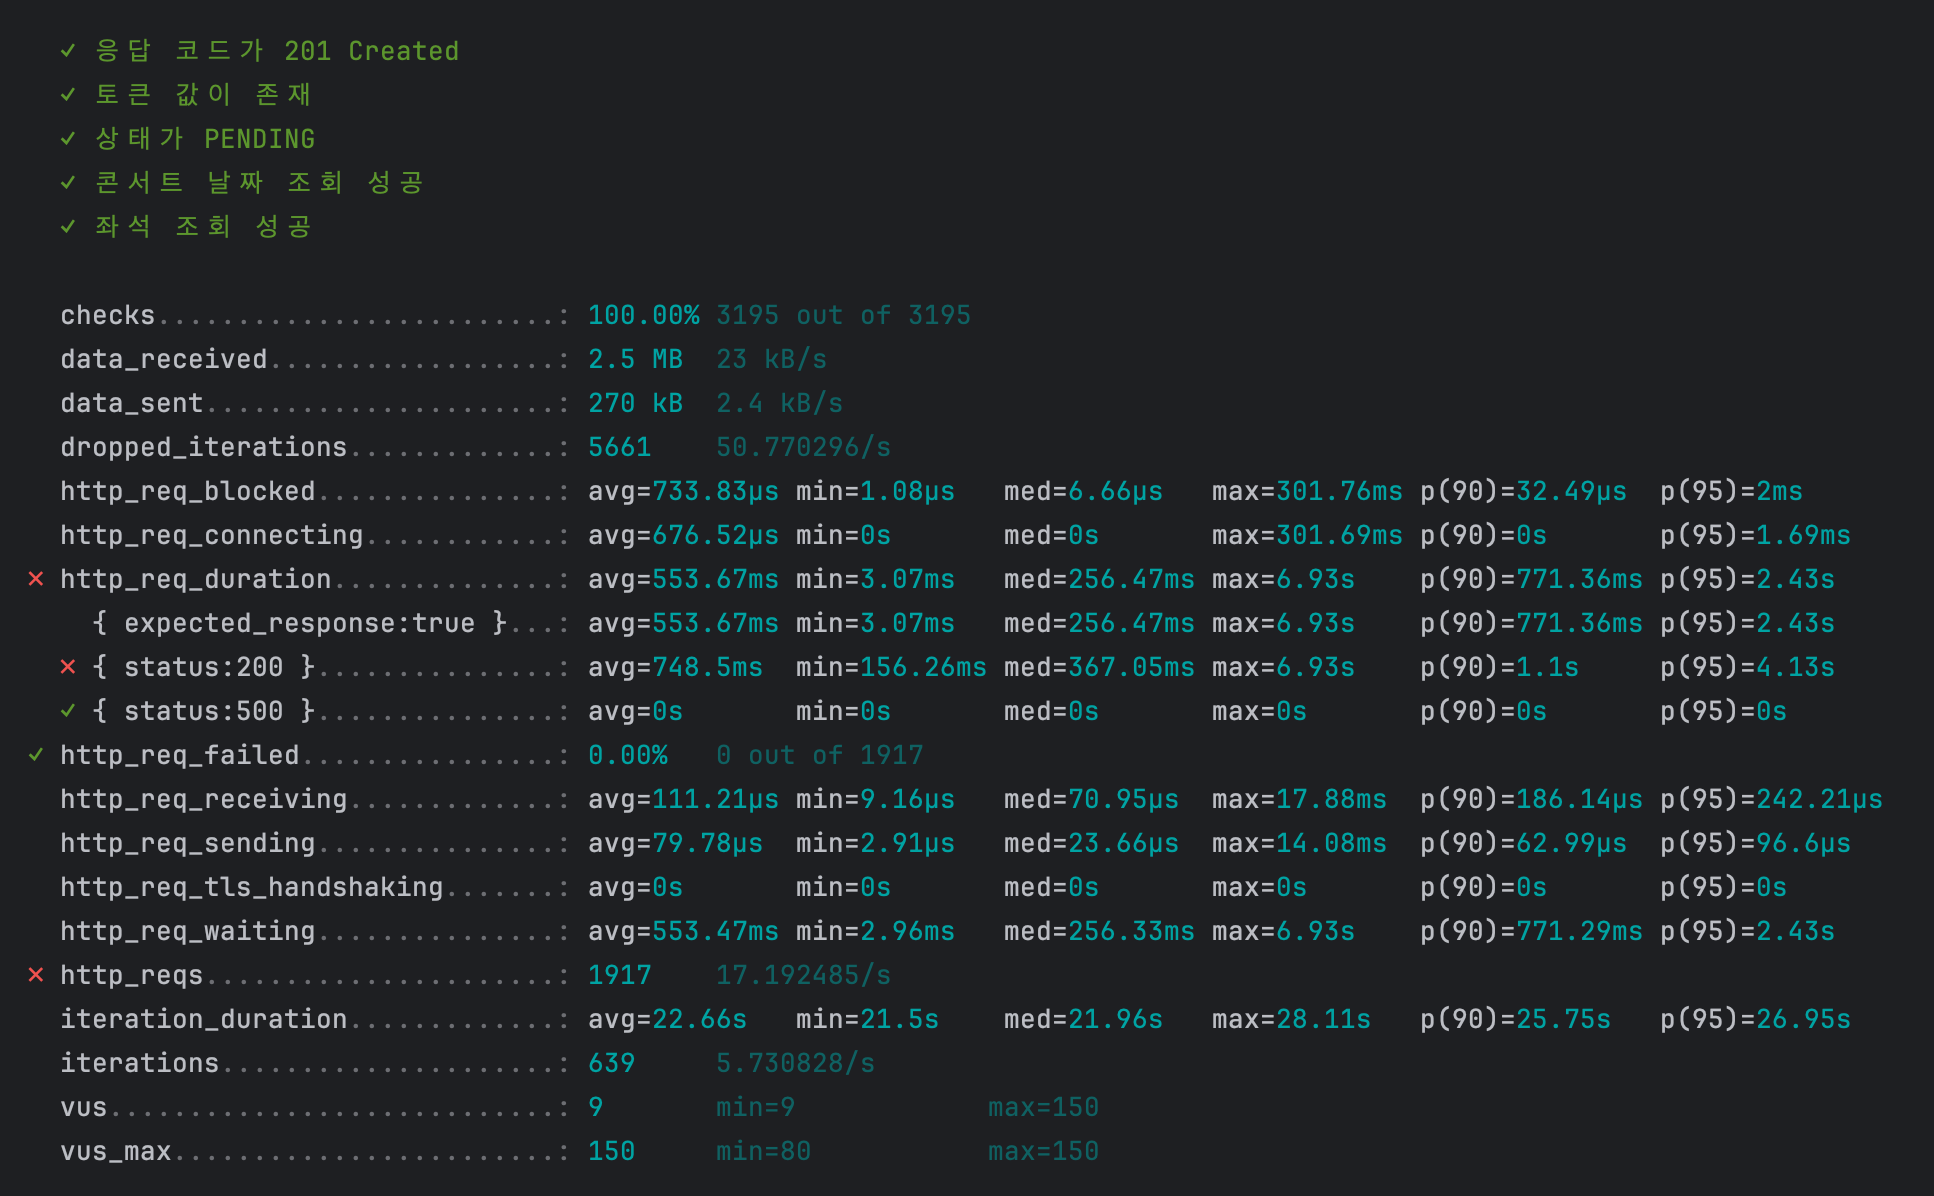 ✓ 응답 코드가 201 Created
✓ 토큰 값이 존재
✓ 상태가 PENDING
✓ 콘서트 날짜 조회 성공
✓ 좌석 조회 성공
checks.........................: 100.00% 3195 out of 3195
data_received..................: 2.5 MB 23 kB/s
data_sent......................: 270 kB 2.4 kB/s
dropped_iterations.............: 5661 50.770296/s
http_req_blocked...............: avg=733.83µs min=1.08µs med=6.66µs max=301.76ms p(90)=32.49µs p(95)=2ms
http_req_connecting............: avg=676.52µs min=0s med=0s max=301.69ms p(90)=0s p(95)=1.69ms
✗ http_req_duration..............: avg=553.67ms min=3.07ms med=256.47ms max=6.93s p(90)=771.36ms p(95)=2.43s
{ expected_response:true }...: avg=553.67ms min=3.07ms med=256.47ms max=6.93s p(90)=771.36ms p(95)=2.43s
✗ { status:200 }...............: avg=748.5ms min=156.26ms med=367.05ms max=6.93s p(90)=1.1s p(95)=4.13s
✓ { status:500 }...............: avg=0s min=0s med=0s max=0s p(90)=0s p(95)=0s
✓ http_req_failed................: 0.00% 0 out of 1917
http_req_receiving.............: avg=111.21µs min=9.16µs med=70.95µs max=17.88ms p(90)=186.14µs p(95)=242.21µs
http_req_sending...............: avg=79.78µs min=2.91µs med=23.66µs max=14.08ms p(90)=62.99µs p(95)=96.6µs
http_req_tls_handshaking.......: avg=0s min=0s med=0s max=0s p(90)=0s p(95)=0s
http_req_waiting...............: avg=553.47ms min=2.96ms med=256.33ms max=6.93s p(90)=771.29ms p(95)=2.43s
✗ http_reqs......................: 1917 17.192485/s
iteration_duration.............: avg=22.66s min=21.5s med=21.96s max=28.11s p(90)=25.75s p(95)=26.95s
iterations.....................: 639 5.730828/s
vus............................: 9 min=9 max=150
vus_max........................: 150 min=80 max=150